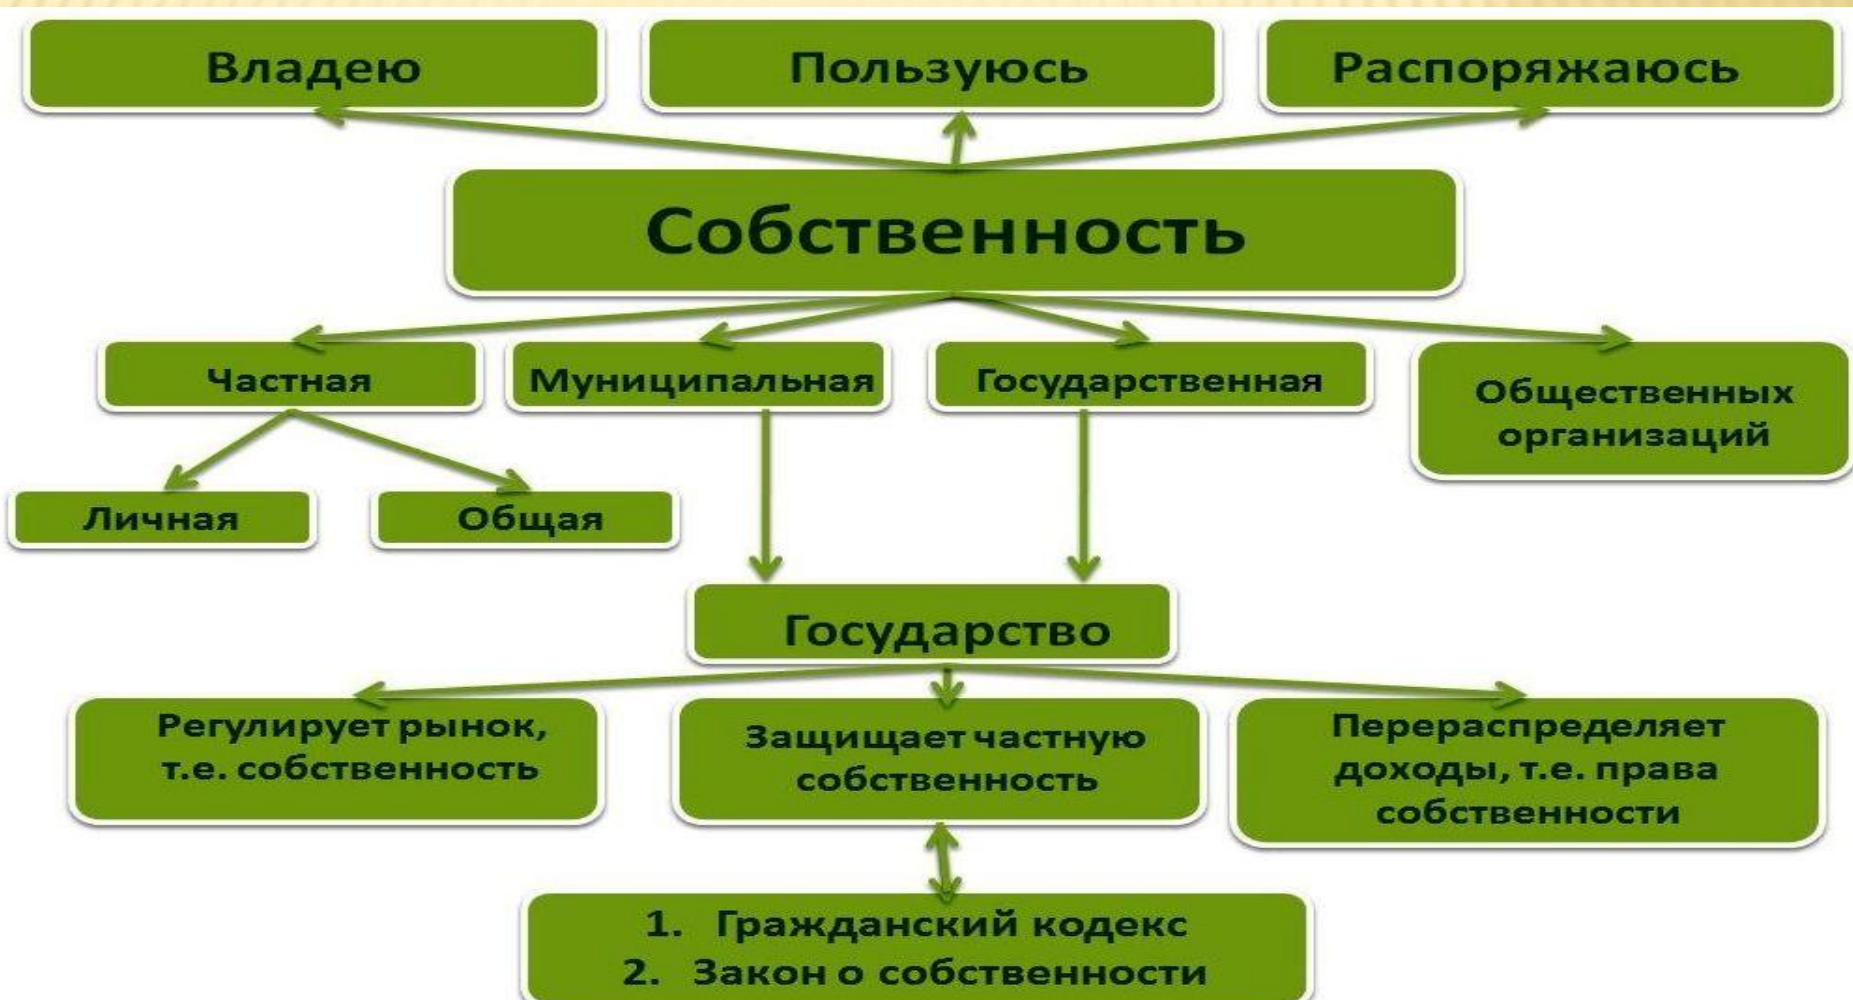 Владею
Пользуюсь
Распоряжаюсь
Собственность
Частная
Муниципальная
Государственная
Общественных
организаций
Личная
Общая
Государство
Регулирует рынок,
т.е. собственность
Защищает частную
собственность
Перераспределяет
доходы, т.е. права
собственности
1. Гражданский кодекс
2. Закон о собственности